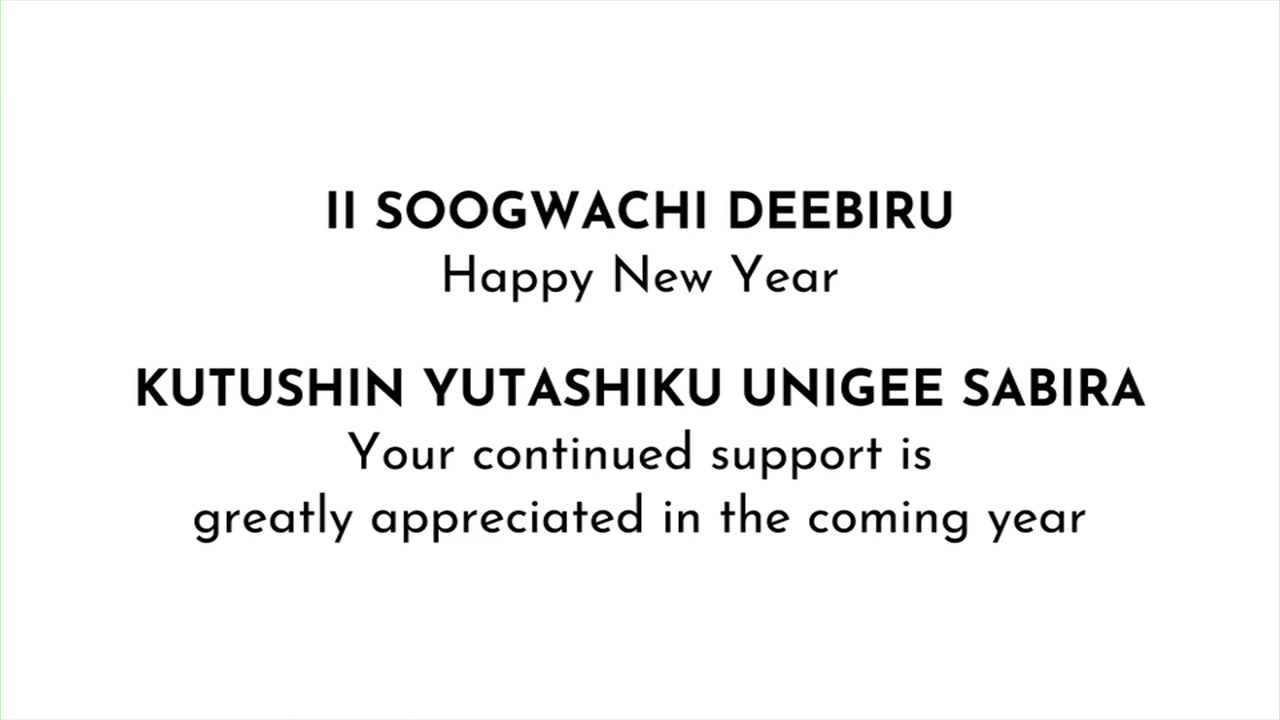 II SOOGWACHI DEEBIRU
Happy New Year
KUTUSHIN YUTASHIKU UNIGEE SABIRA
Your continued support is
greatly appreciated in the coming year